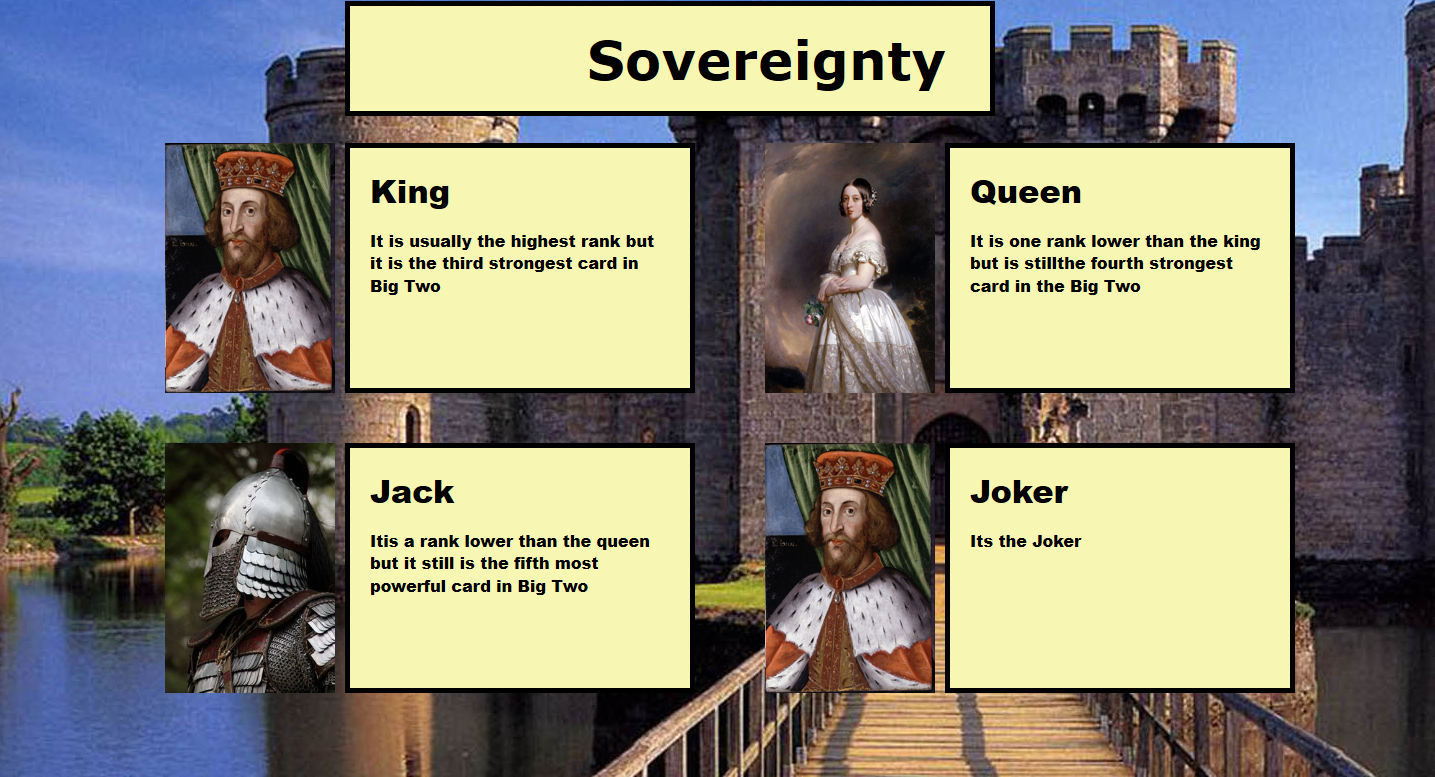 Sovereignty
King
It is usually the highest rank but
it is the third strongest card in
Big Two
Queen
It is one rank lower than the king
but is stillthe fourth strongest
card in the Big Two
Jack
Itis a rank lower than the queen
but it still is the fifth most
powerful card in Big Two
Joker
Its the Joker